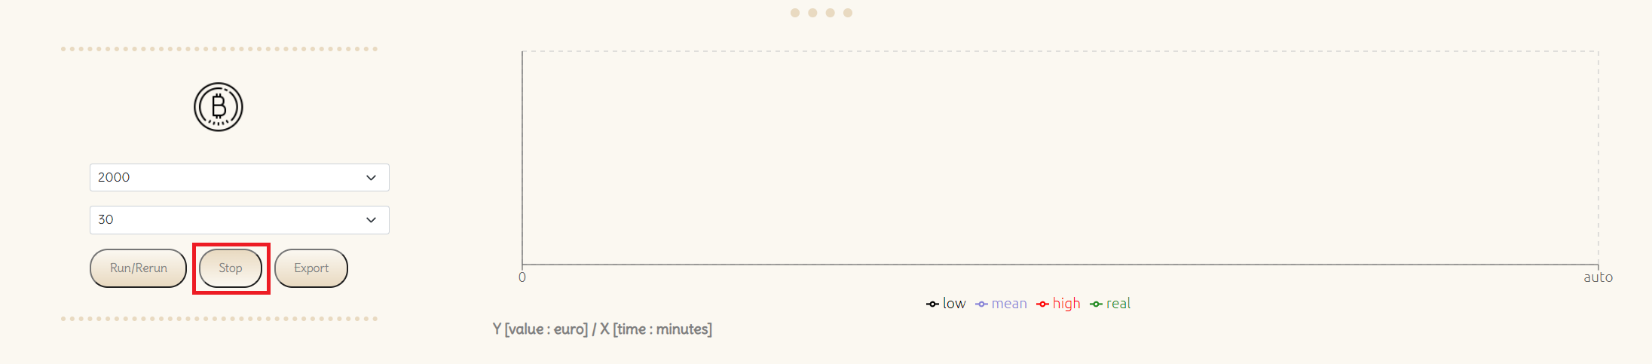 2000
30
Run/Rerun Stop Export
0 auto
low mean high real
Y [value : euro] / X [time : minutes]